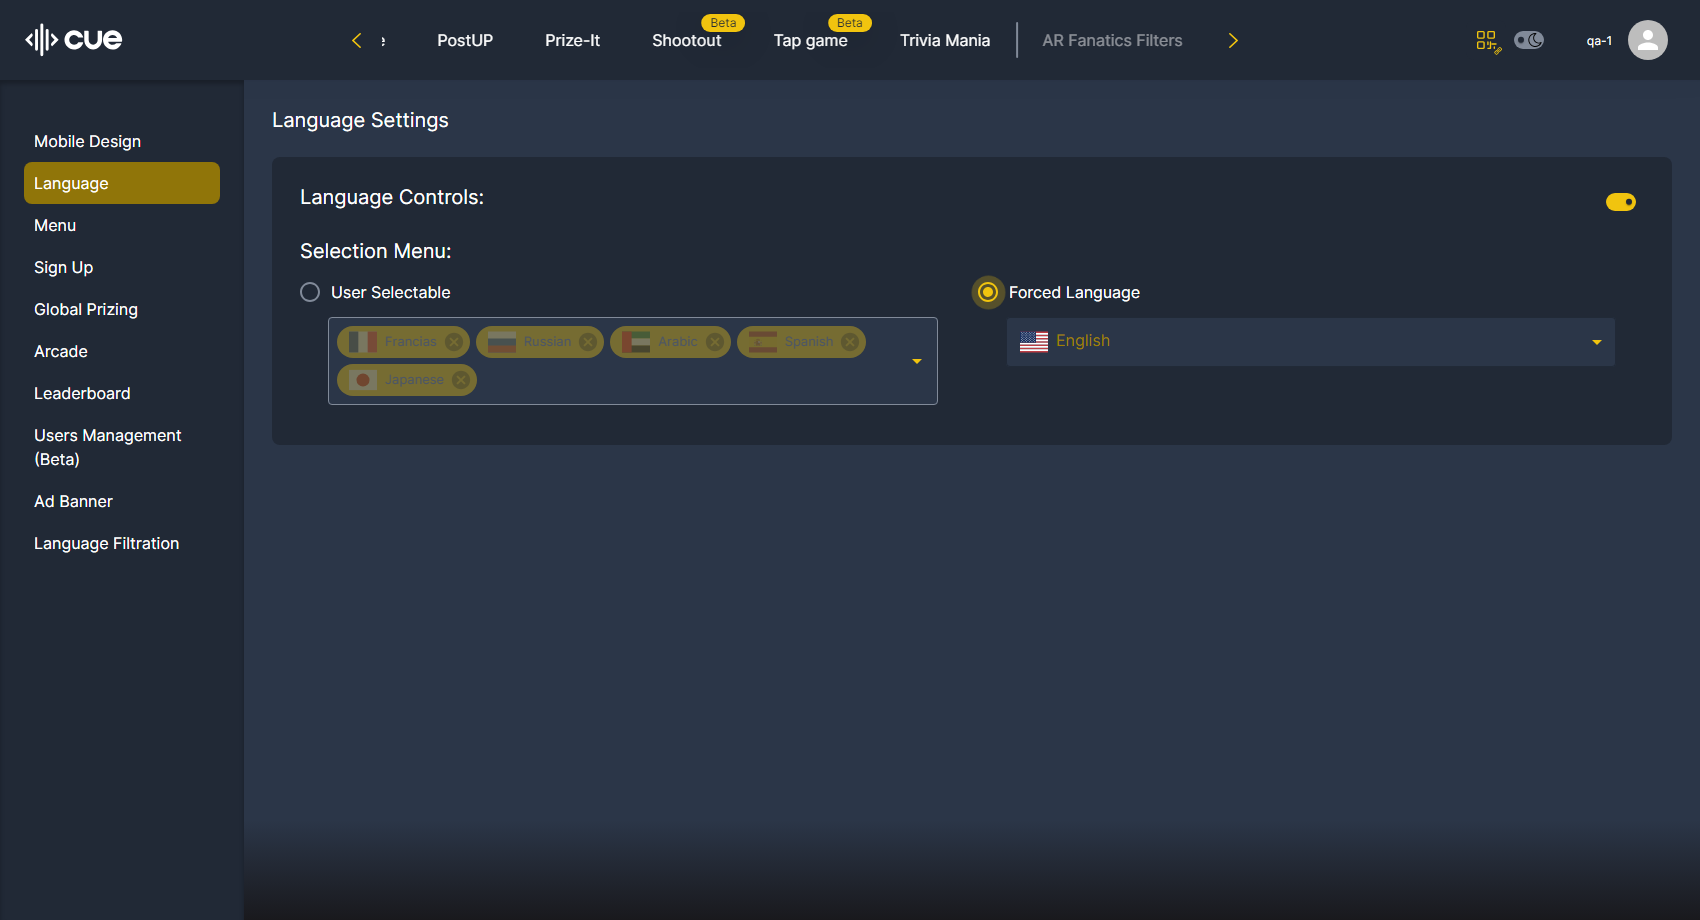 cue
PostUP
Prize-It
Shootout
Beta
Tap game
Beta
Trivia Mania
AR Fanatics Filters
qa-1
Mobile Design
Language
Menu
Sign Up
Global Prizing
Arcade
Leaderboard
Users Management
(Beta)
Ad Banner
Language Filtration
Language Settings
Language Controls:
Selection Menu:
User Selectable
Francias
Russian
Arabic
Spanish
Japanese
Forced Language
English